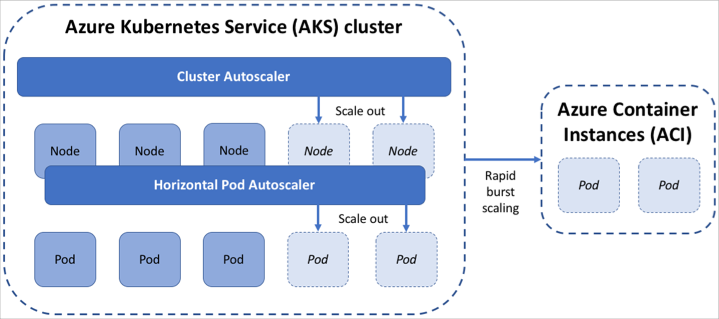 Azure Kubernetes Service (AKS) cluster
Cluster Autoscaler
Scale out
Node Node Node Node Node
Horizontal Pod Autoscaler
Scale out
Pod Pod Pod Pod Pod
Rapid
burst
scaling
Azure Container
Instances (ACI)
Pod Pod